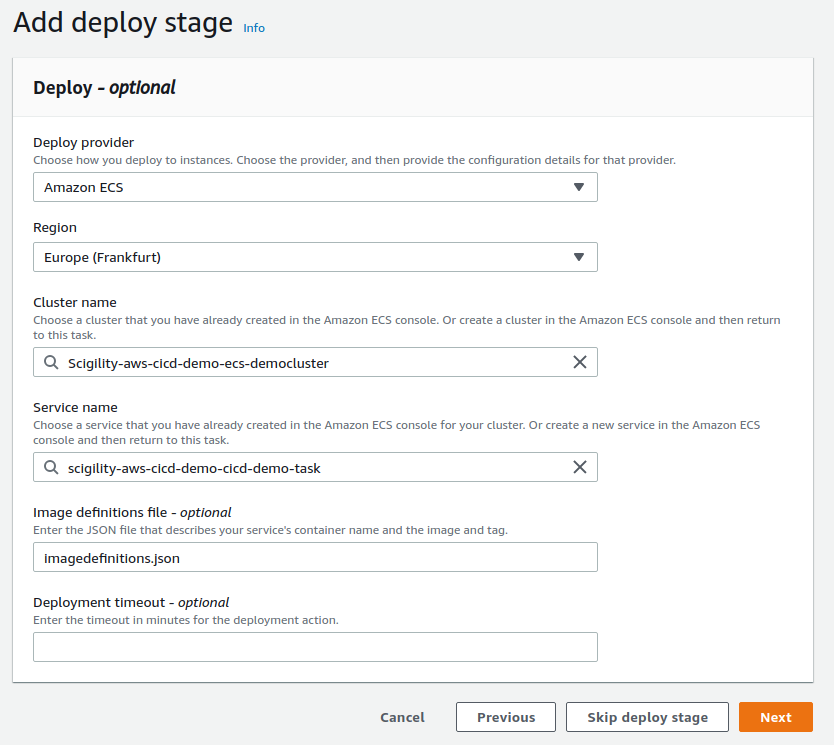 Add deploy stage Info
Deploy - optional
Deploy provider
Choose how you deploy to instances. Choose the provider, and then provide the configuration details for that provider.
Amazon ECS
Region
Europe (Frankfurt)
Cluster name
Choose a cluster that you have already created in the Amazon ECS console. Or create a cluster in the Amazon ECS console and then return
to this task.
Scigility-aws-cicd-demo-ecs-democluster
Service name
Choose a service that you have already created in the Amazon ECS console for your cluster. Or create a new service in the Amazon ECS
console and then return to this task.
scigility-aws-cicd-demo-cicd-demo-task
Image definitions file - optional
Enter the JSON file that describes your service's container name and the image and tag.
imagedefinitions.json
Deployment timeout - optional
Enter the timeout in minutes for the deployment action.
Cancel Previous Skip deploy stage Next